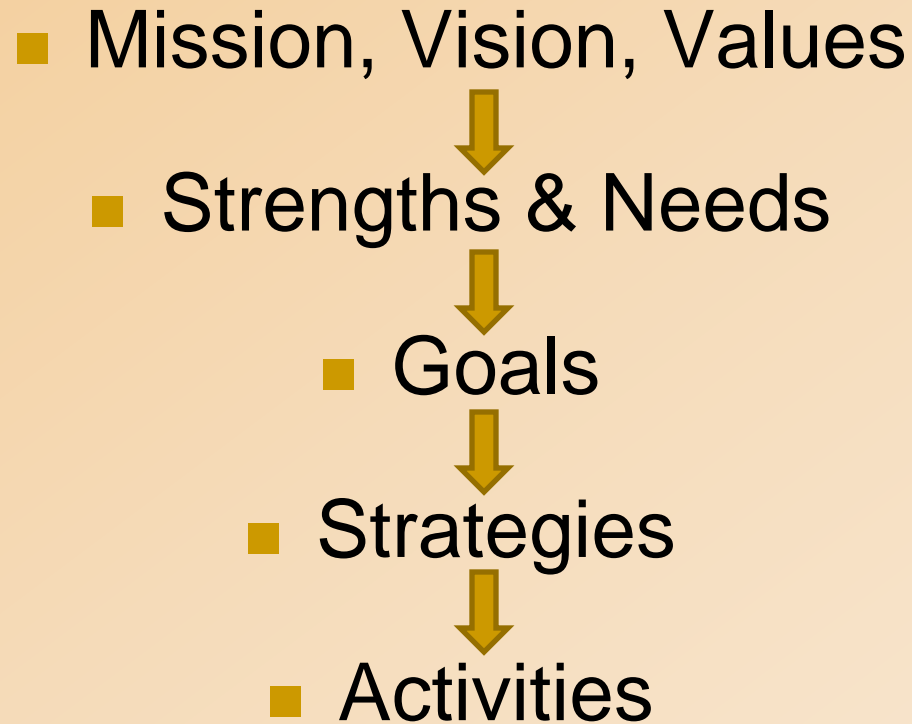 Mission, Vision, Values
Strengths & Needs
Goals
Strategies
Activities